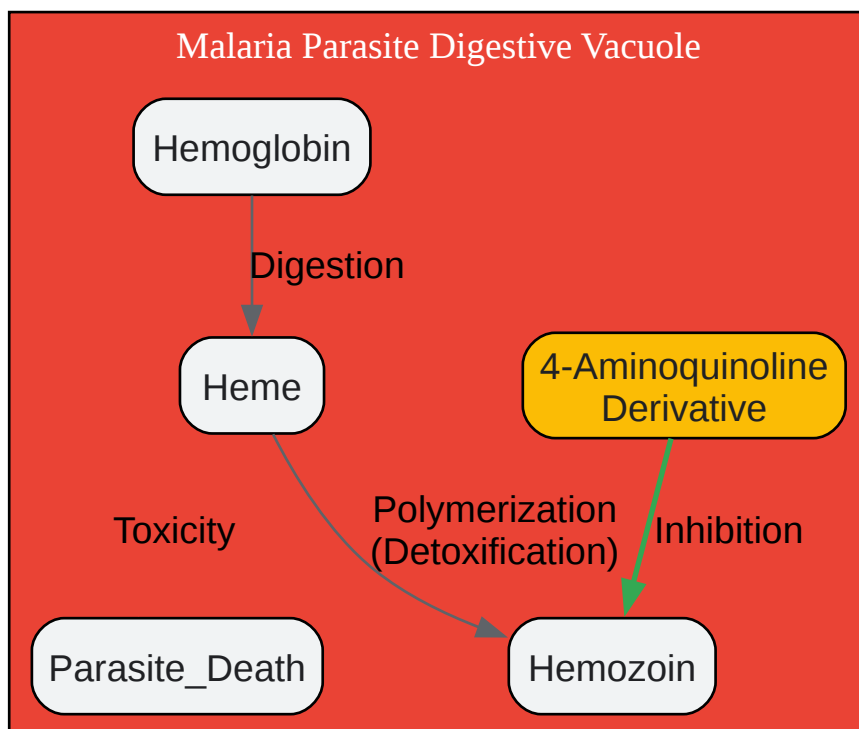 Malaria Parasite Digestive Vacuole
Hemoglobin
Digestion
Heme
4-Aminoquinoline
Derivative
Toxicity
Polymerization
(Detoxification)
Inhibition
Parasite_Death
Hemozoin